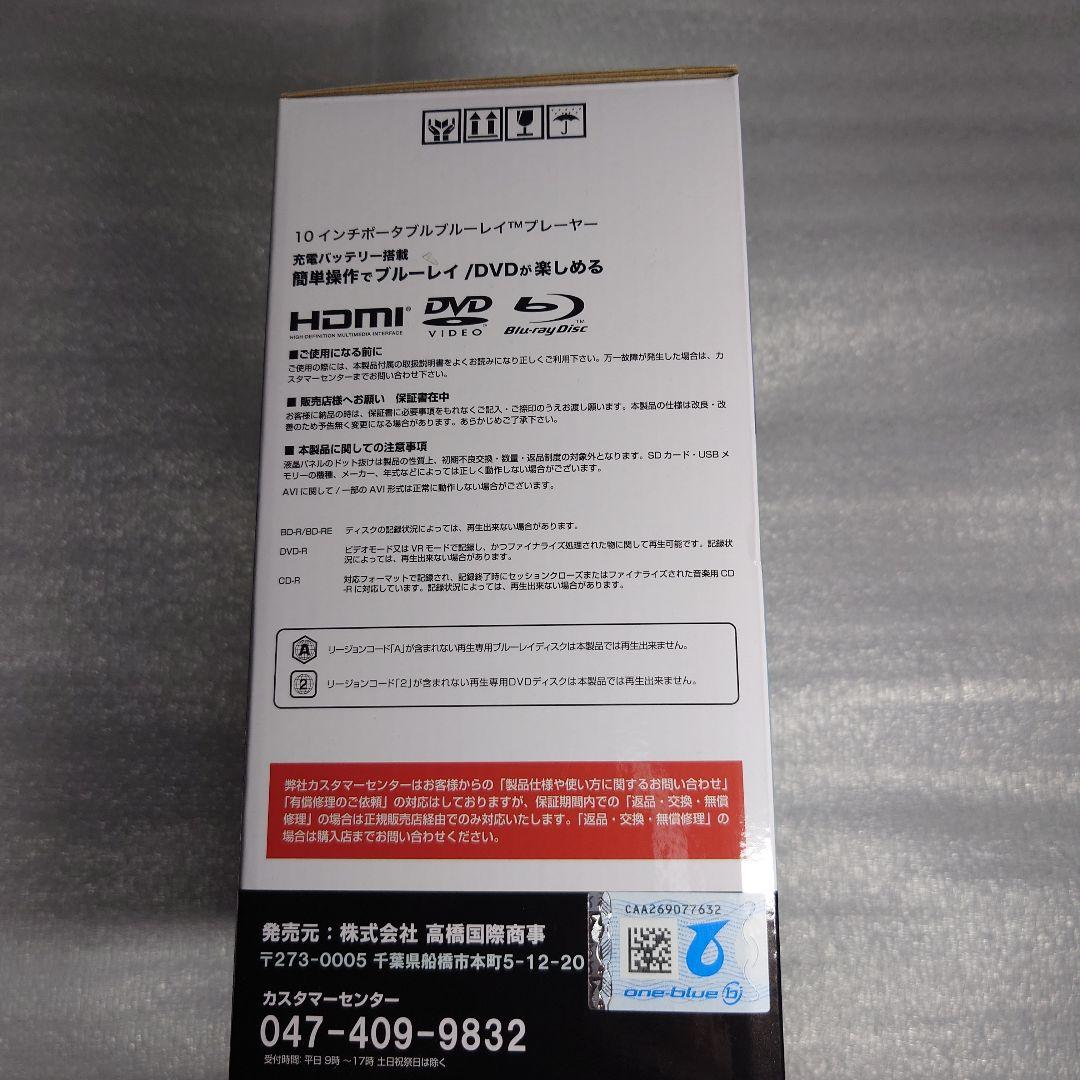 10 インチポータブルブルーレイ™プレーヤー
充電バッテリー搭載
簡単操作でブルーレイ /DVDが楽しめる
HDMI®
HIGH-DEFINITION MULTIMEDIA INTERFACE
DVD
VIDEO™
Blu-ray Disc™
■ご使用になる前に
ご使用の際には、本製品付属の取扱説明書をよくお読みになり正しくご利用下さい。万一故障が発生した場合は、カ
スタマーセンターまでお問い合わせ下さい。
■ 販売店様へお願い 保証書在中
お客様に納品の時は、保証書に必要事項をもれなくご記入・ご捺印のうえお渡し願います。本製品の仕様は改良・改
善のため予告無く変更になる場合があります。あらかじめご了承下さい。
■ 本製品に関しての注意事項
液晶パネルのドット抜けは製品の性質上、初期不良交換・数量・返品制度の対象外となります。SD カード・USB メ
モリーの機種、メーカー、年式などによっては正しく動作しない場合がございます。
AVI に関して / 一部の AVI 形式は正常に動作しない場合がございます。
BD-R/BD-RE ディスクの記録状況によっては、再生出来ない場合があります。
DVD-R ビデオモード又は VR モードで記録し、かつファイナライズ処理された物に関して再生可能です。記録状
況によっては、再生出来ない場合があります。
CD-R 対応フォーマットで記録され、記録終了時にセッションクローズまたはファイナライズされた音楽用 CD
-R に対応しています。記録状況によっては、再生出来ない場合がございます。
A リージョンコード「A」が含まれない再生専用ブルーレイディスクは本製品では再生出来ません。
2 リージョンコード「2」が含まれない再生専用DVDディスクは本製品では再生出来ません。
弊社カスタマーセンターはお客様からの「製品仕様や使い方に関するお問い合わせ」
「有償修理のご依頼」の対応はしておりますが、保証期間内での「返品・交換・無償
修理」の場合は正規販売店経由でのみ対応いたします。「返品・交換・無償修理」の
場合は購入店までお問い合わせください。
発売元：株式会社 高橋国際商事
〒273-0005 千葉県船橋市本町5-12-20
カスタマーセンター
047-409-9832
受付時間: 平日 9時 ～17時 土日祝祭日は除く
CAA269077632
one-blue